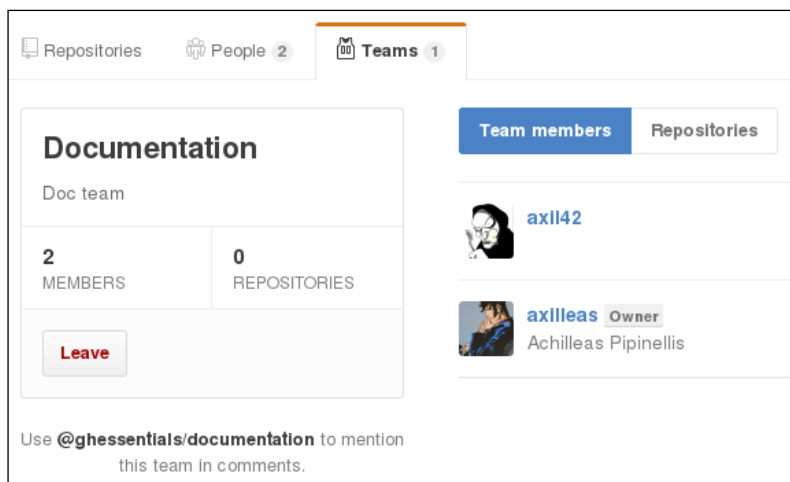 Repositories People 2 Teams 1
Documentation
Doc team
2
MEMBERS
0
REPOSITORIES
Leave
Use @ghessentials/documentation to mention
this team in comments.
Team members Repositories
axil42
axilleas Owner
Achilleas Pipinellis